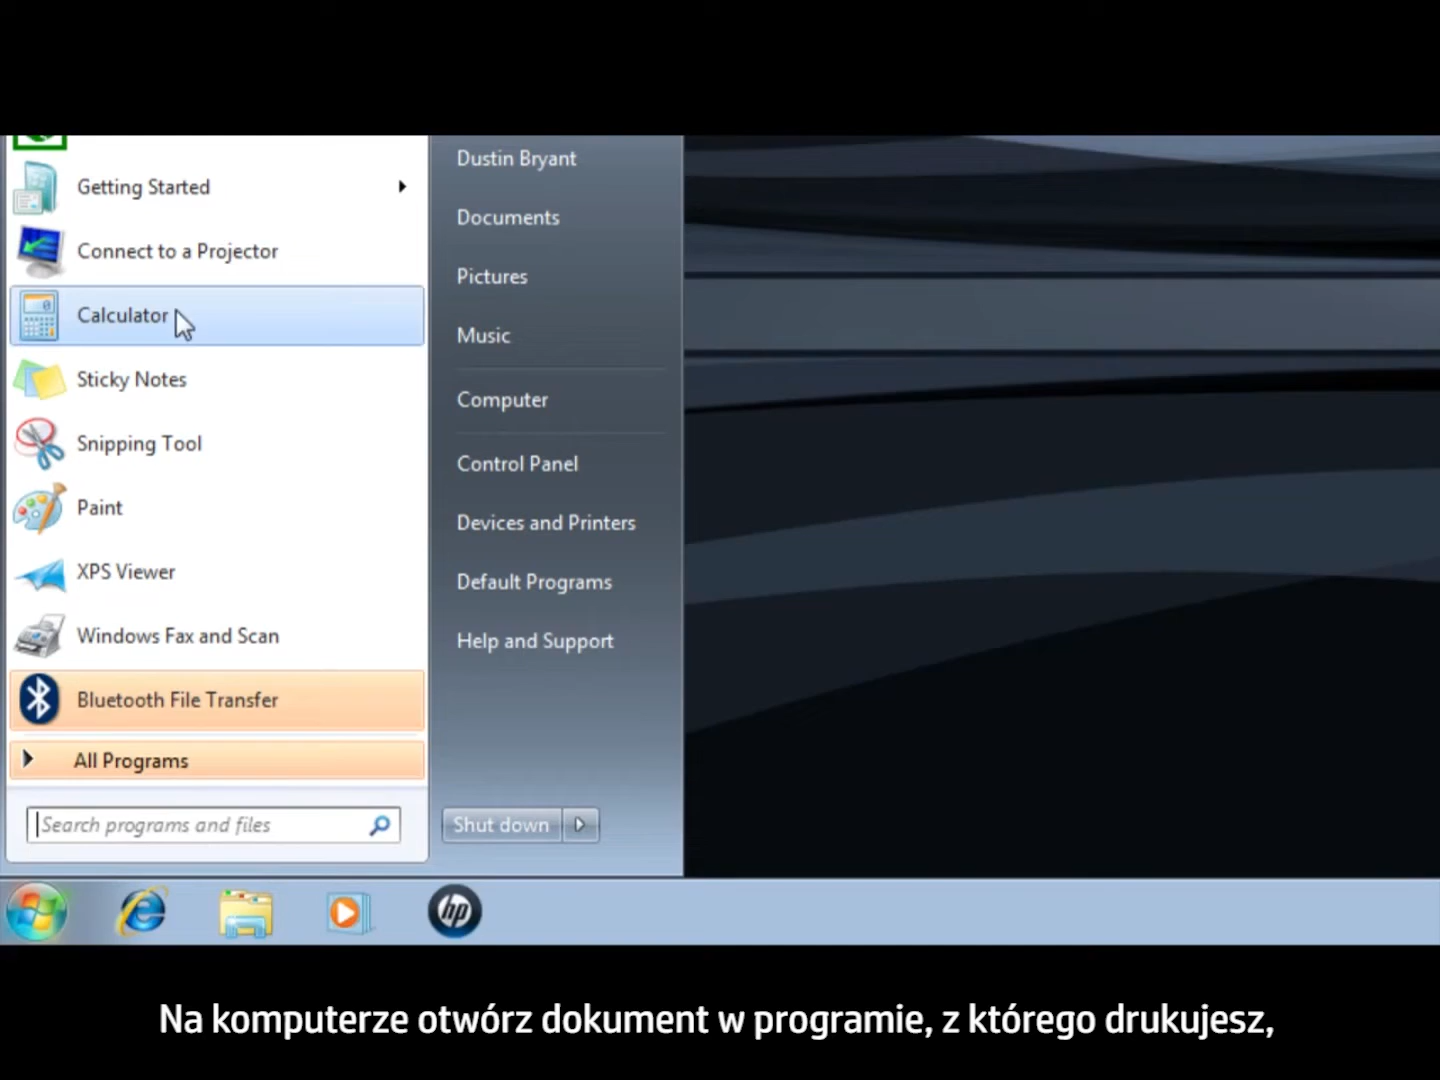 Getting Started
Connect to a Projector
Calculator
Sticky Notes
Snipping Tool
Paint
XPS Viewer
Windows Fax and Scan
Bluetooth File Transfer
All Programs
Search programs and files
Dustin Bryant
Documents
Pictures
Music
Computer
Control Panel
Devices and Printers
Default Programs
Help and Support
Shut down
hp
Na komputerze otwórz dokument w programie, z którego drukujesz,